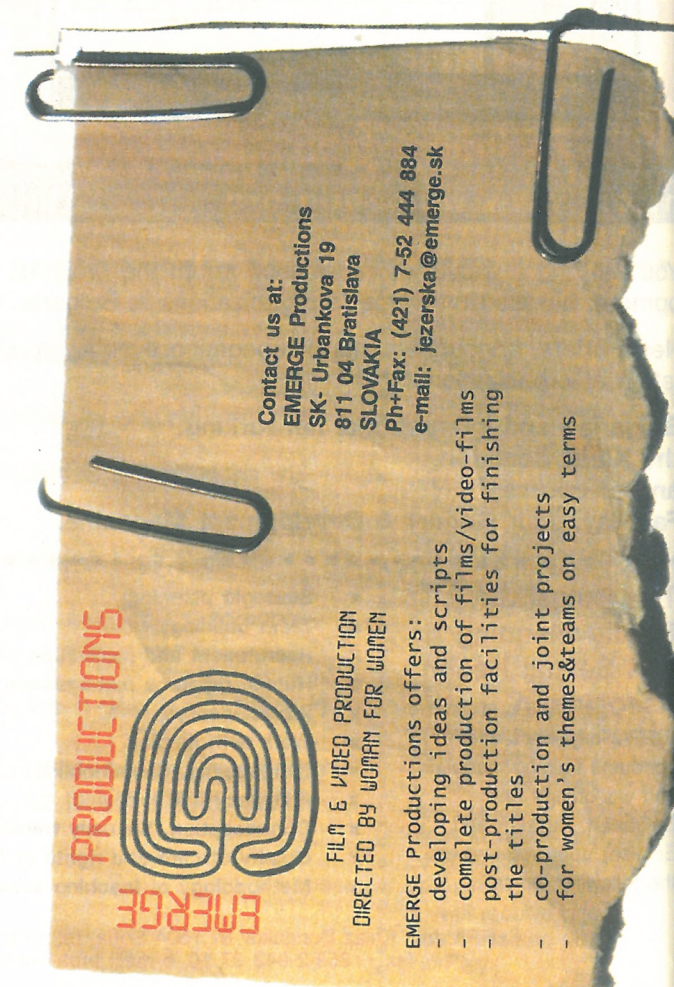 EMERGE
PRODUCTIONS
FILM & VIDEO PRODUCTION
DIRECTED BY WOMAN FOR WOMEN
EMERGE Productions offers:
- developing ideas and scripts
- complete production of films/video-films
- post-production facilities for finishing
the titles
- co-production and joint projects
- for women's themes&teams on easy terms
Contact us at:
EMERGE Productions
SK- Urbankova 19
811 04 Bratislava
SLOVAKIA
Ph+Fax: (421) 7-52 444 884
e-mail: jezerska@emerge.sk